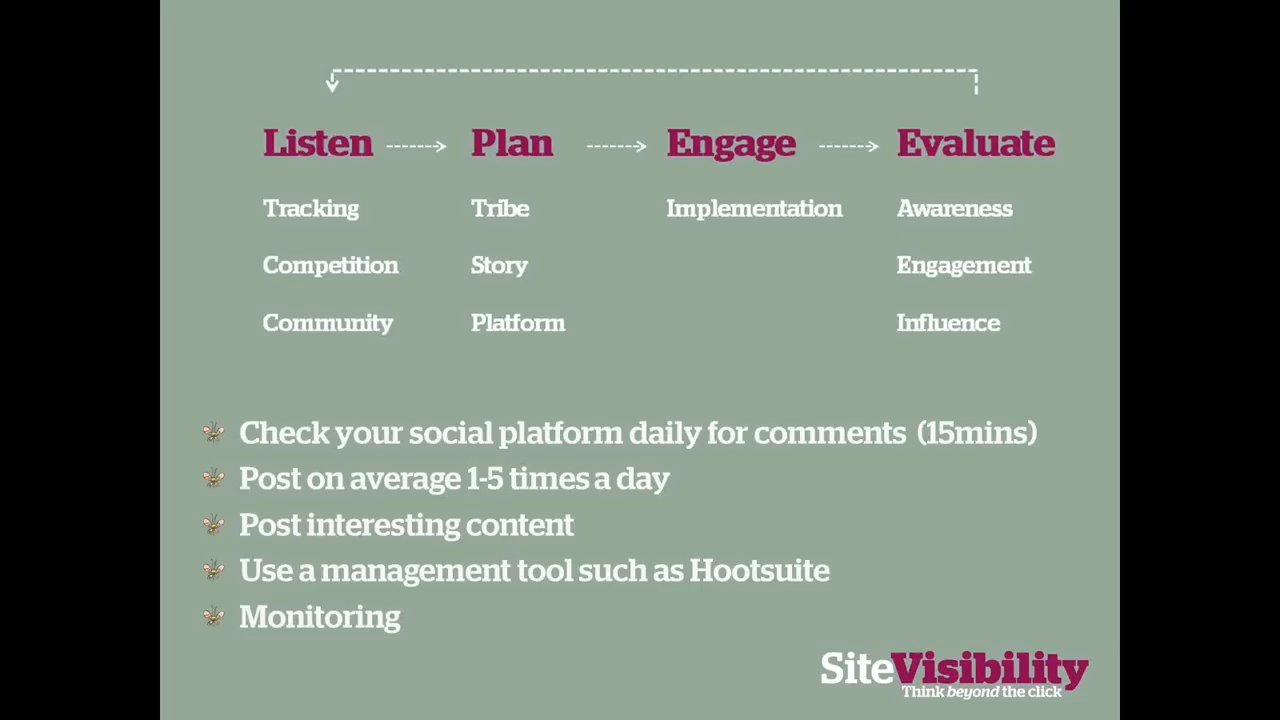 Listen Plan Engage Evaluate
Tracking Tribe Implementation Awareness
Competition Story Engagement
Community Platform Influence
Check your social platform daily for comments (15mins)
Post on average 1-5 times a day
Post interesting content
Use a management tool such as Hootsuite
Monitoring
SiteVisibility
Think beyond the click